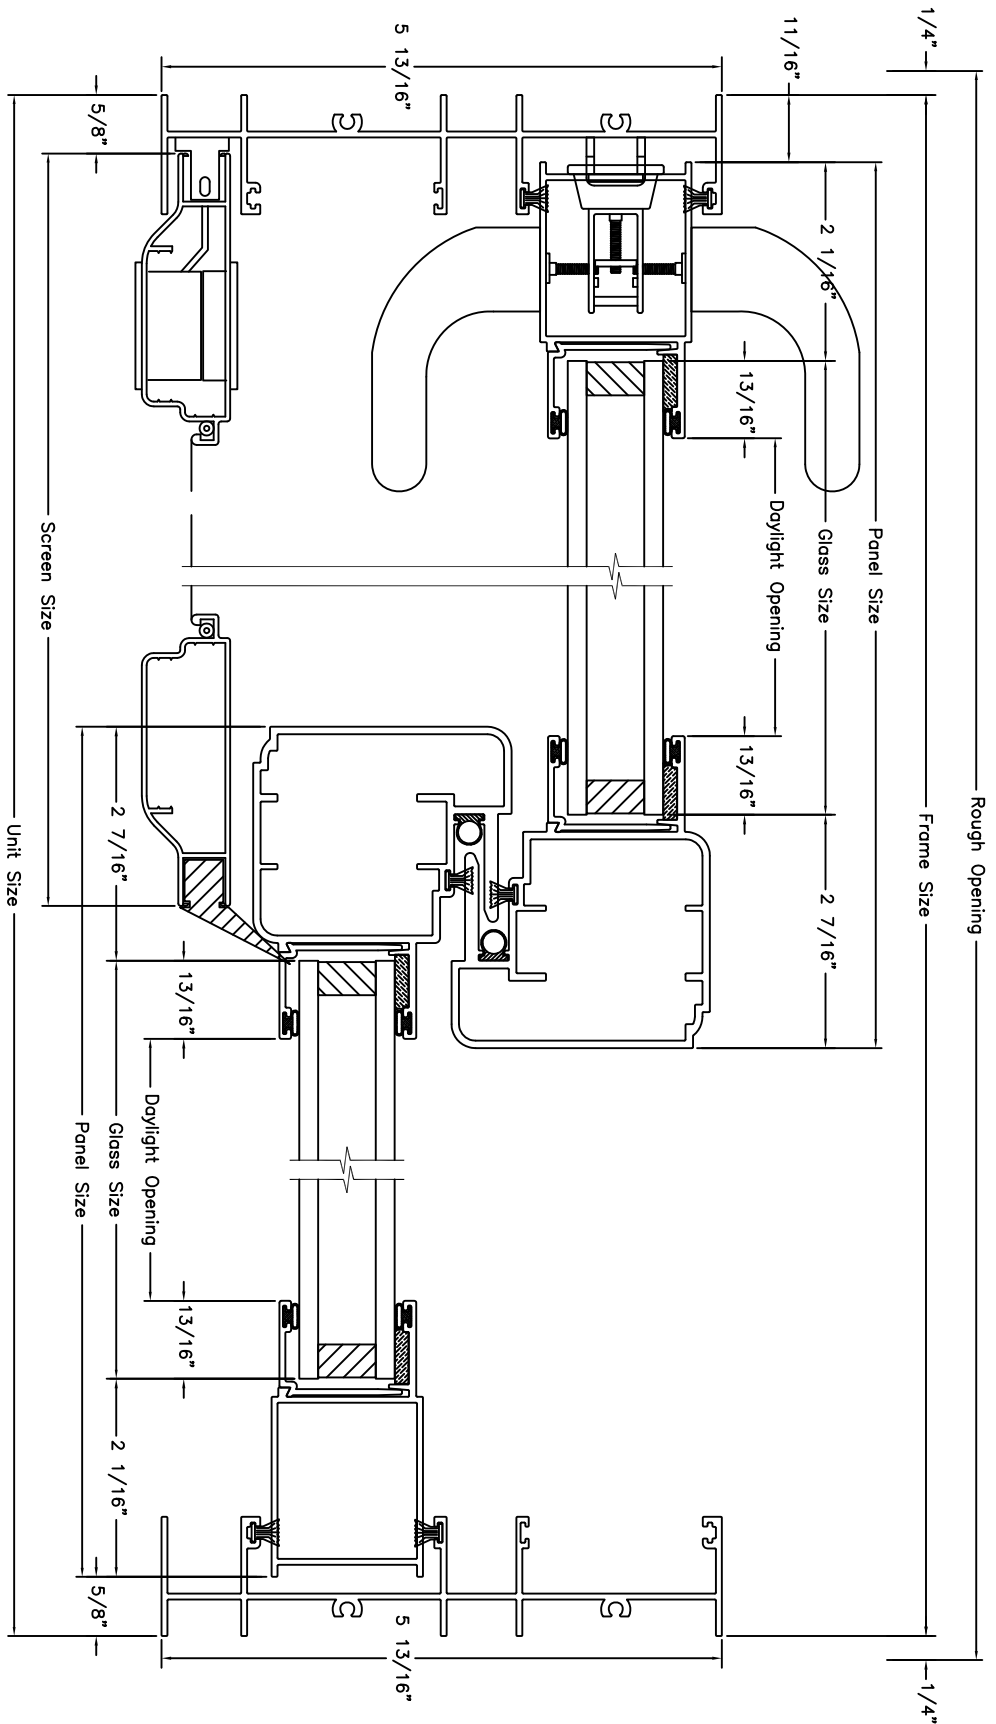 1/4"
Rough Opening
1/4"
Frame Size
11/16"
Panel Size
2 1/16"
Glass Size
2 7/16"
13/16"
Daylight Opening
13/16"
5 13/16"
5 13/16"
13/16"
Daylight Opening
13/16"
2 7/16"
Glass Size
2 1/16"
5/8"
Panel Size
5/8"
Screen Size
Unit Size